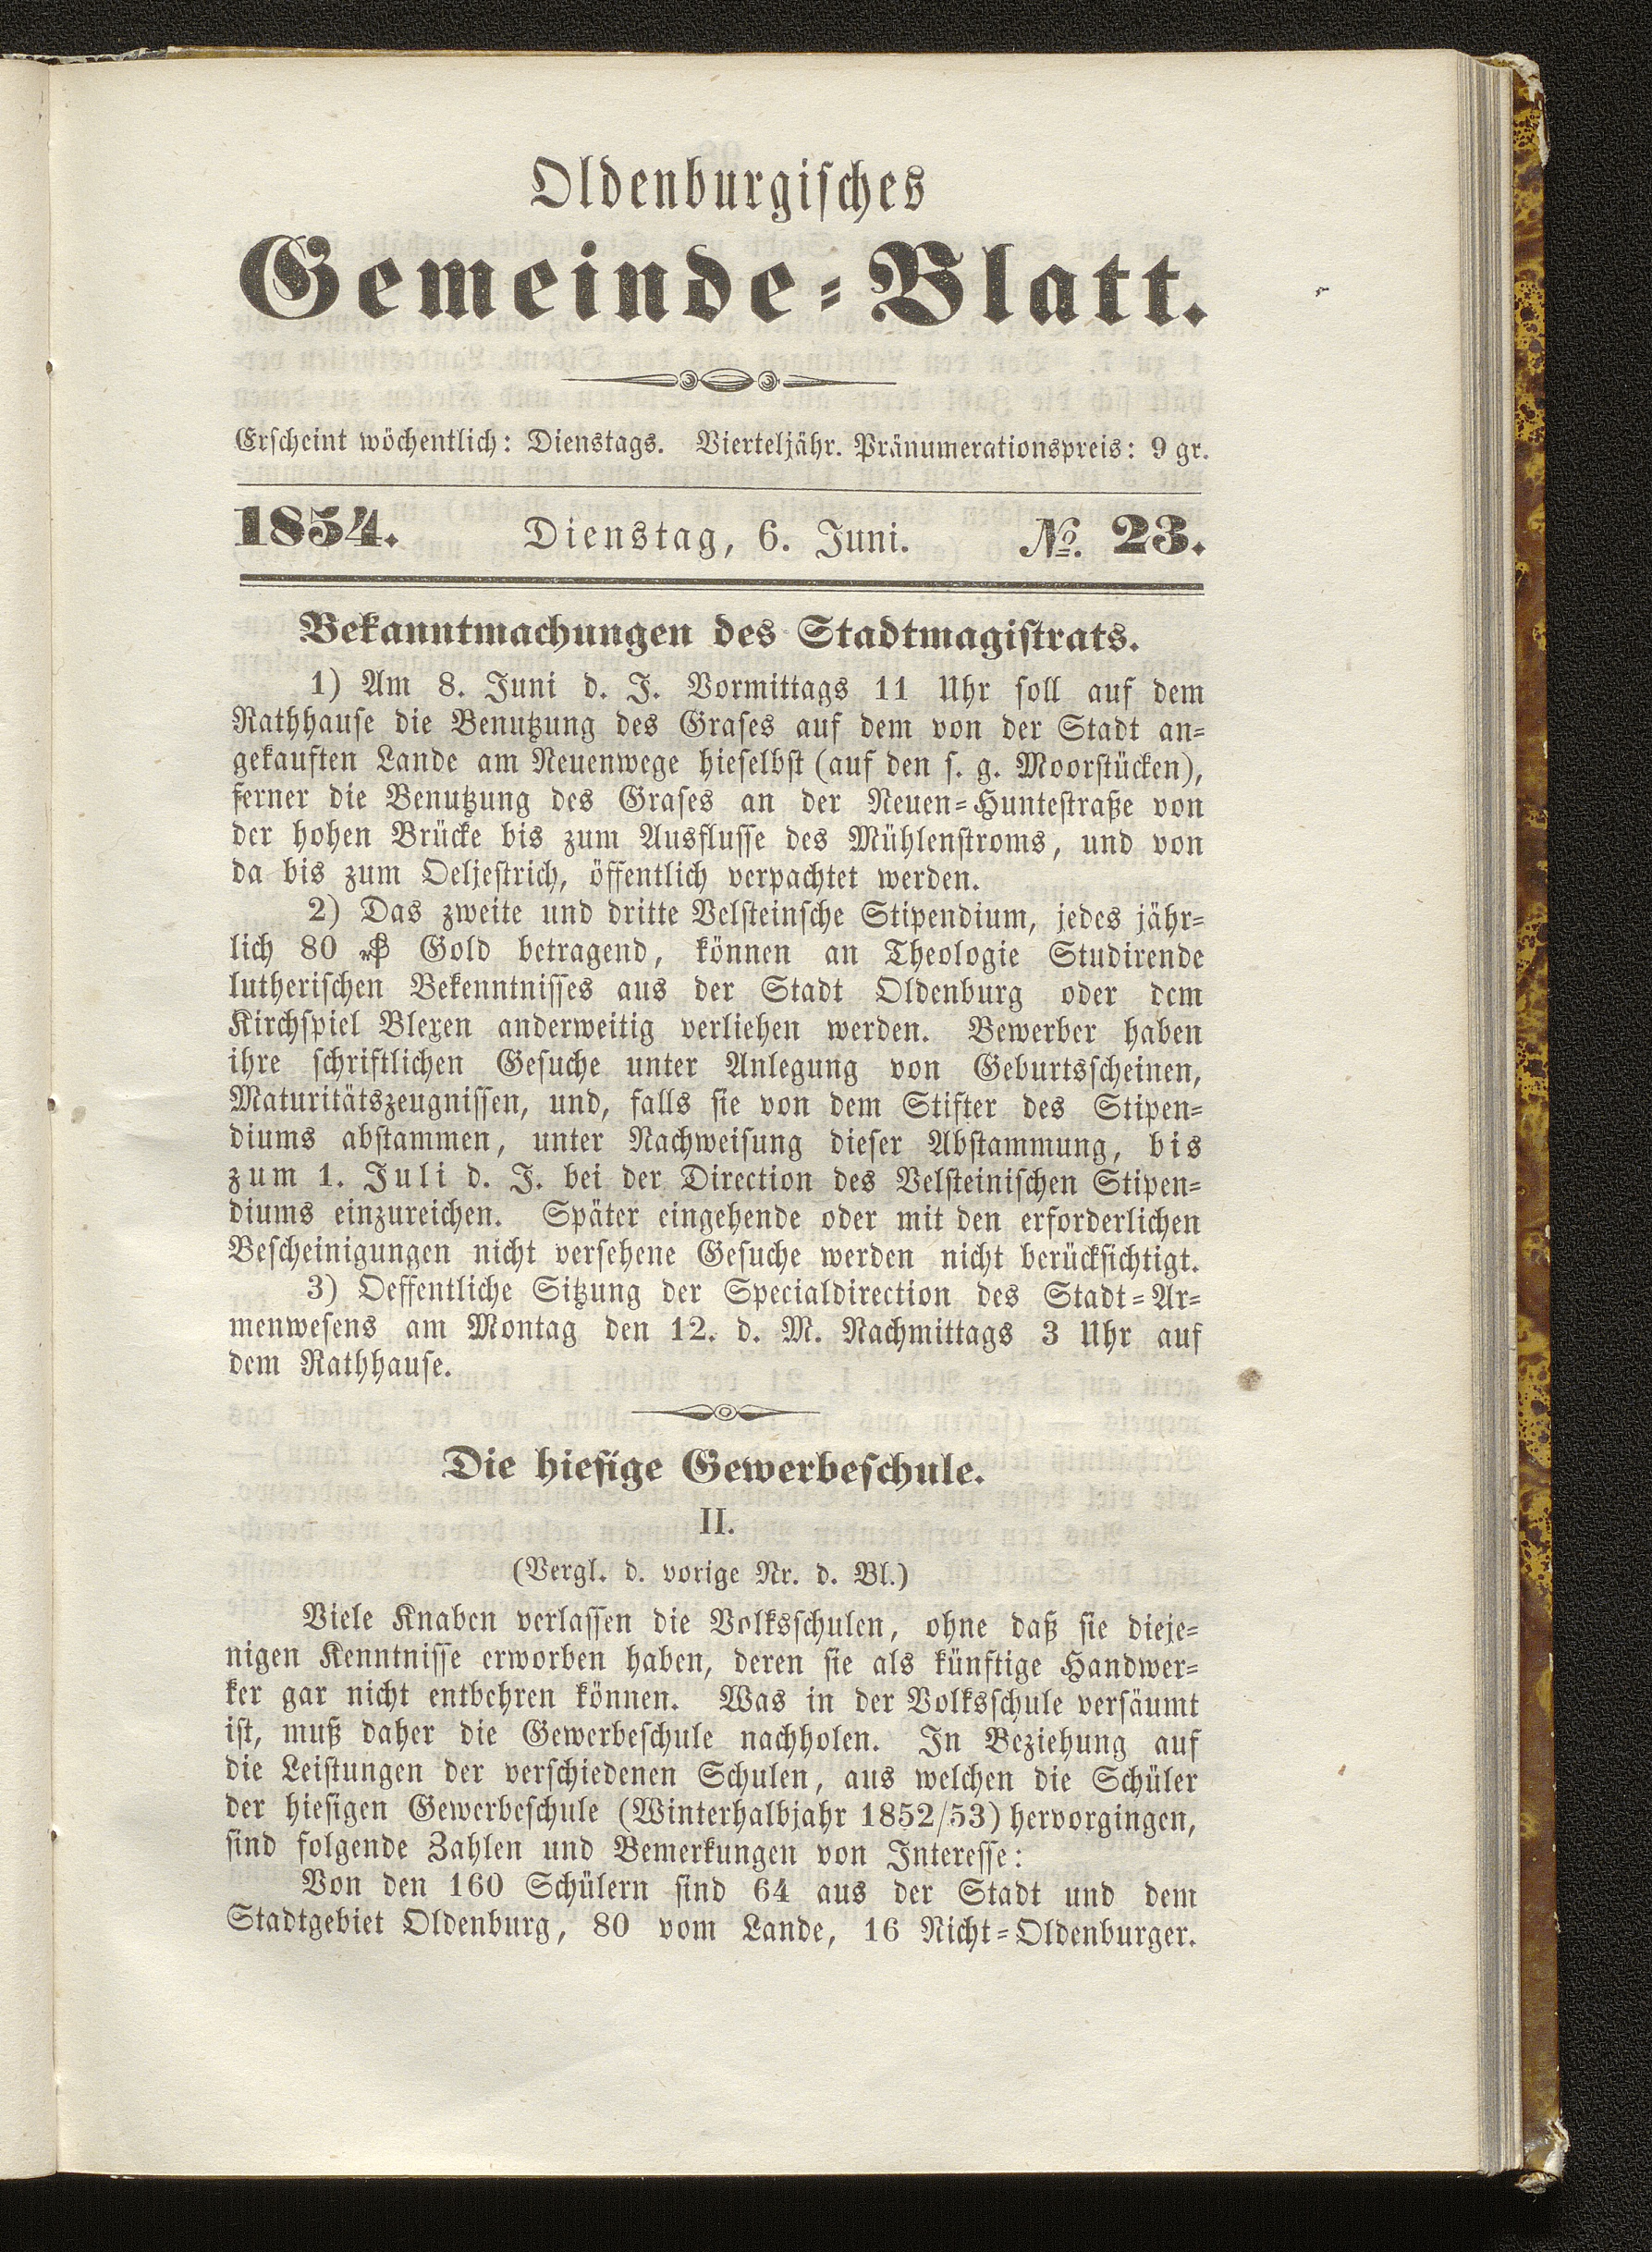 Oldenburgisches
Gemeinde-Blatt.
Erscheint wöchentlich: Dienstags. Vierteljähr. Pränumerationspreis: 9 gr.
1854. Dienstag, 6. Juni. No. 23.
Bekanntmachungen des Stadtmagistrats.
1) Am 8. Juni d. J. Vormittags 11 Uhr soll auf dem
Rathhause die Benutzung des Grases auf dem von der Stadt an-
gekauften Lande am Neuenwege hieselbst (auf den s. g. Moorstücken),
ferner die Benutzung des Grases an der Neuen-Huntestraße von
der hohen Brücke bis zum Ausflusse des Mühlenstroms, und von
da bis zum Oeljestrich, öffentlich verpachtet werden.
2) Das zweite und dritte Velsteinsche Stipendium, jedes jähr-
lich 80 ₰ Gold betragend, können an Theologie Studirende
lutherischen Bekenntnisses aus der Stadt Oldenburg oder dem
Kirchspiel Blexen anderweitig verliehen werden. Bewerber haben
ihre schriftlichen Gesuche unter Anlegung von Geburtsscheinen,
Maturitätszeugnissen, und, falls sie von dem Stifter des Stipen-
diums abstammen, unter Nachweisung dieser Abstammung, bis
zum 1. Juli d. J. bei der Direction des Velsteinischen Stipen-
diums einzureichen. Später eingehende oder mit den erforderlichen
Bescheinigungen nicht versehene Gesuche werden nicht berücksichtigt.
3) Oeffentliche Sitzung der Specialdirection des Stadt-Ar-
menwesens am Montag den 12. d. M. Nachmittags 3 Uhr auf
dem Rathhause.
Die hiesige Gewerbeschule.
II.
(Vergl. d. vorige Nr. d. Bl.)
Viele Knaben verlassen die Volksschulen, ohne daß sie dieje-
nigen Kenntnisse erworben haben, deren sie als künftige Handwer-
ker gar nicht entbehren können. Was in der Volksschule versäumt
ist, muß daher die Gewerbeschule nachholen. In Beziehung auf
die Leistungen der verschiedenen Schulen, aus welchen die Schüler
der hiesigen Gewerbeschule (Winterhalbjahr 1852/53) hervorgingen,
sind folgende Zahlen und Bemerkungen von Interesse:
Von den 160 Schülern sind 64 aus der Stadt und dem
Stadtgebiet Oldenburg, 80 vom Lande, 16 Nicht-Oldenburger.